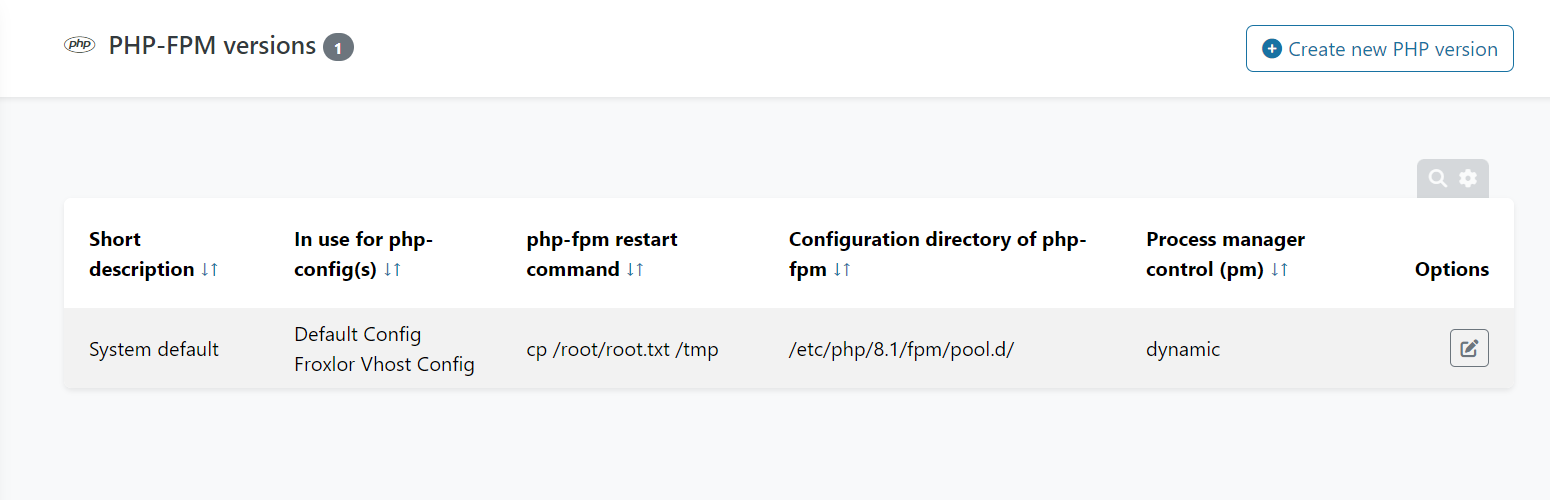 php PHP-FPM versions 1
Create new PHP version
Short description ↓↑
In use for php-config(s) ↓↑
php-fpm restart command ↓↑
Configuration directory of php-fpm ↓↑
Process manager control (pm) ↓↑
Options
System default
Default Config
Froxlor Vhost Config
cp /root/root.txt /tmp
/etc/php/8.1/fpm/pool.d/
dynamic